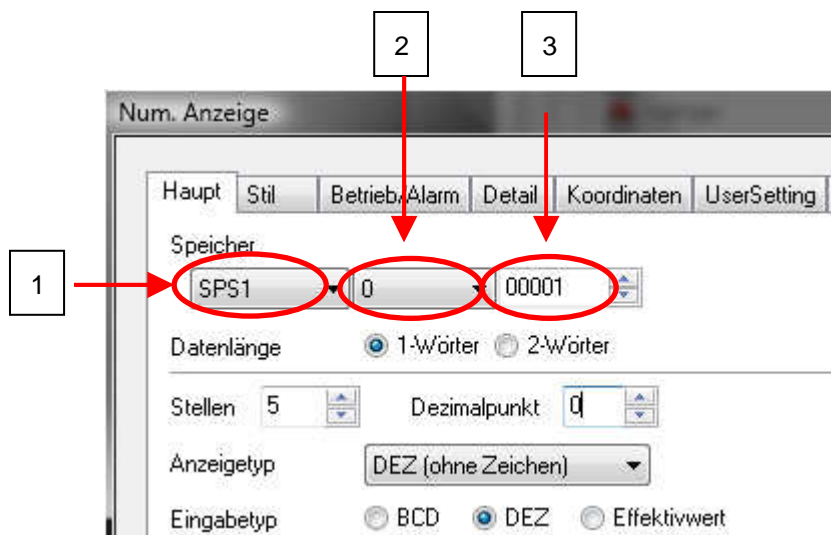 2 3
Num. Anzeige
Haupt Stil Betrieb/Alarm Detail Koordinaten UserSetting
Speicher
1 SPS1 0 00001
Datenlänge 1-Wörter 2-Wörter
Stellen 5 Dezimalpunkt 0
Anzeigetyp DEZ (ohne Zeichen)
Eingabetyp BCD DEZ Effektivwert